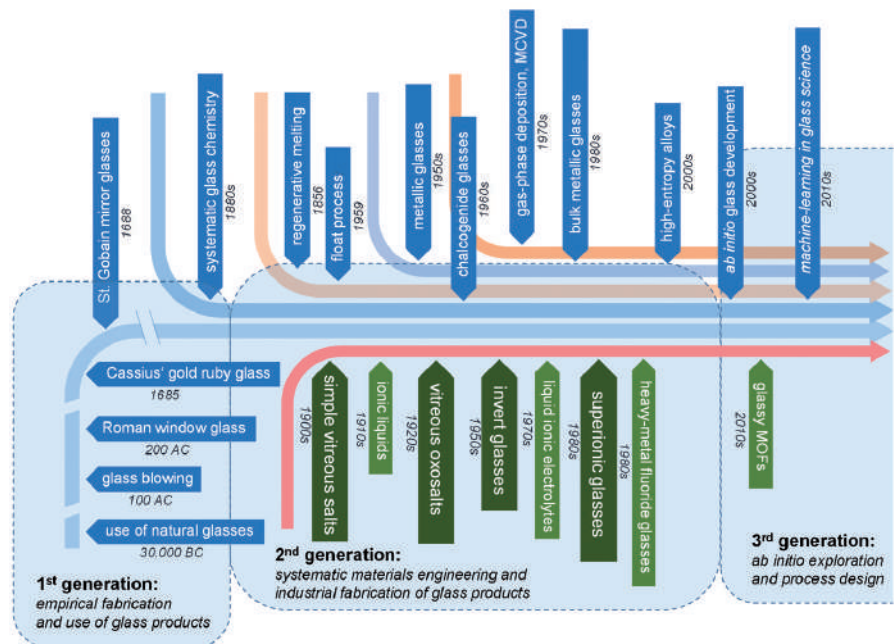 St. Gobain mirror glasses
1688
systematic glass chemistry
1880s
regenerative melting
1856
float process
1959
metallic glasses
1950s
chalcogenide glasses
1960s
gas-phase deposition, MCVD
1970s
bulk metallic glasses
1980s
high-entropy alloys
2000s
ab initio glass development
2000s
machine-learning in glass science
2010s
Cassius‘ gold ruby glass
1685
Roman window glass
200 AC
glass blowing
100 AC
use of natural glasses
30.000 BC
1900s
simple vitreous salts
1910s
ionic liquids
1920s
vitreous oxosalts
1950s
invert glasses
1970s
liquid ionic electrolytes
1980s
superionic glasses
1980s
heavy-metal fluoride glasses
2010s
glassy MOFs
1st generation:
empirical fabrication
and use of glass products
2nd generation:
systematic materials engineering and
industrial fabrication of glass products
3rd generation:
ab initio exploration
and process design